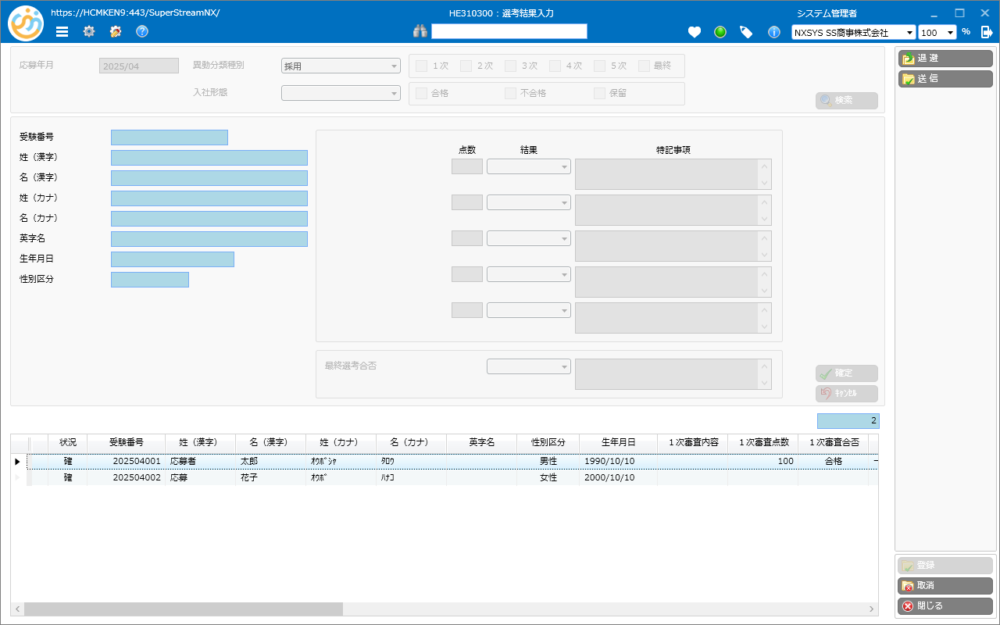 https://HCMKEN9:443/SuperStreamNX/
HE310300：選考結果入力
システム管理者
NXSYS SS商事株式会社
100
%
応募年月
2025/04
異動分類種別
採用
1次
2次
3次
4次
5次
最終
入社形態
合格
不合格
保留
検索
退避
送信
受験番号
姓（漢字）
名（漢字）
姓（カナ）
名（カナ）
英字名
生年月日
性別区分
点数
結果
特記事項
最終選考合否
確定
ｷｬﾝｾﾙ
2
状況 受験番号 姓（漢字） 名（漢字） 姓（カナ） 名（カナ） 英字名 性別区分 生年月日 1次審査内容 1次審査点数 1次審査合否
確 202504001 応募者 太郎 ｵｳﾎﾞｼｬ ﾀﾛｳ 男性 1990/10/10 100 合格
確 202504002 応募 花子 ｵｳﾎﾞ ﾊﾅｺ 女性 2000/10/10
登録
取消
閉じる